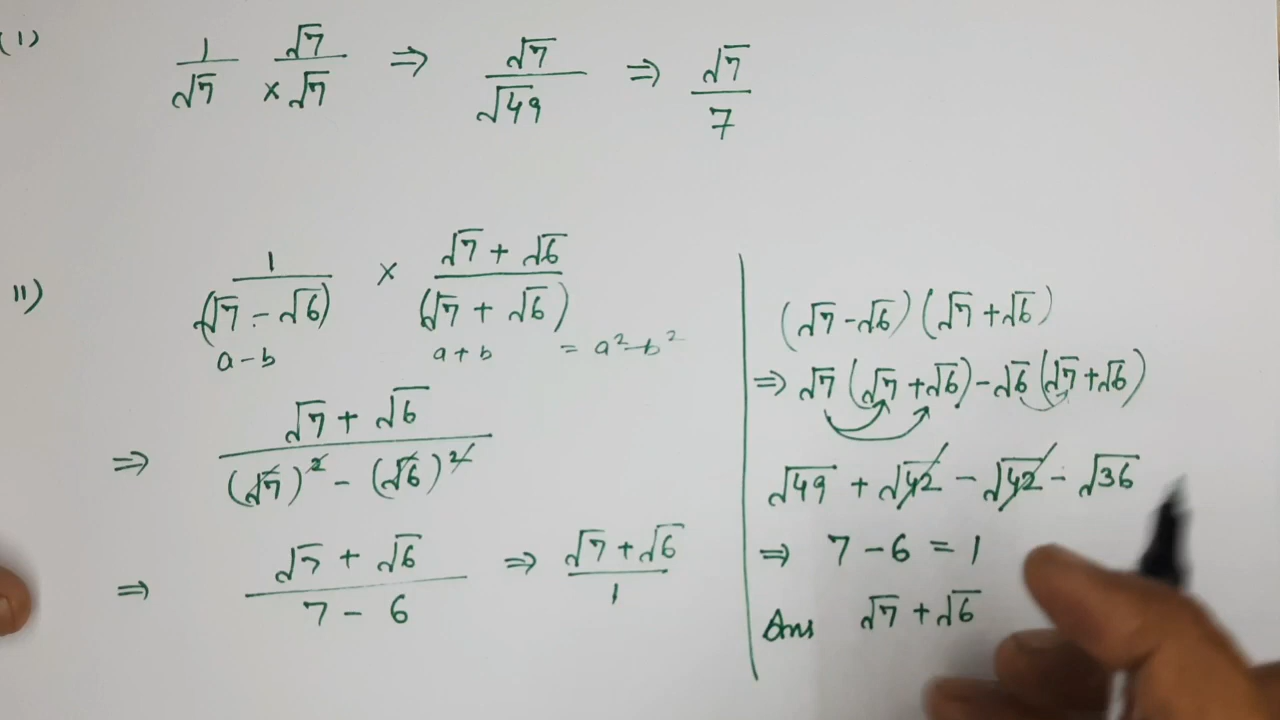 (1) 1/√7 × √7/√7 ⇒ √7/√49 ⇒ √7/7
11) 1/(√7 - √6) × (√7 + √6)/(√7 + √6)
a-b a+b = a²-b²
⇒ (√7 + √6)/((√7)² - (√6)²)
⇒ (√7 + √6)/(7 - 6) ⇒ (√7 + √6)/1
(√7 - √6)(√7 + √6)
⇒ √7(√7 + √6) - √6(√7 + √6)
√49 + √42 - √42 - √36
⇒ 7 - 6 = 1
Ans √7 + √6